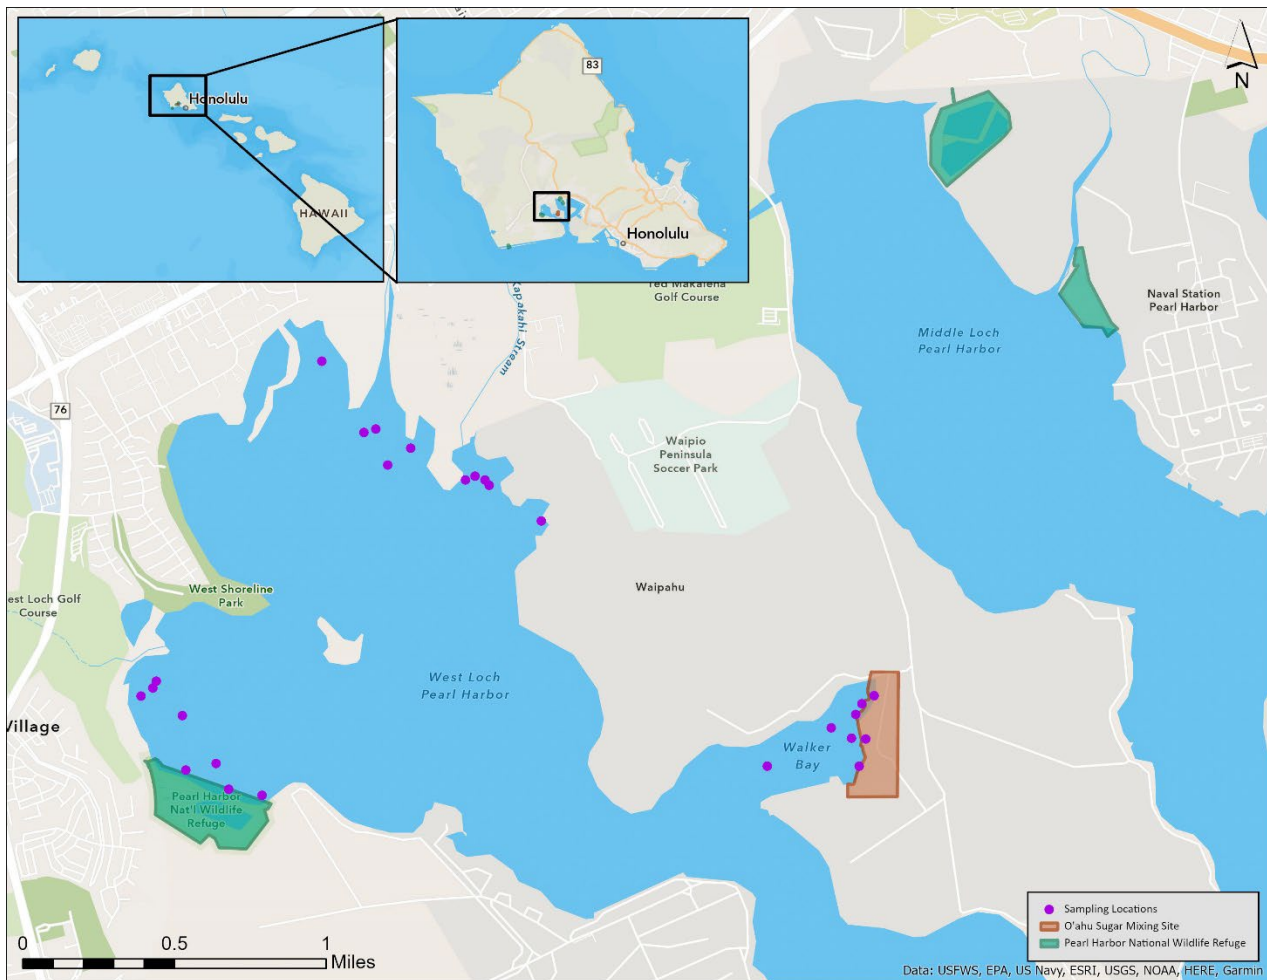 Honolulu
HAWAII
83
Honolulu
N
Kapakahi Stream
Ted Makalena
Golf Course
Middle Loch
Pearl Harbor
Naval Station
Pearl Harbor
76
Waipio
Peninsula
Soccer Park
West Shoreline
Park
est Loch Golf
Course
Waipahu
West Loch
Pearl Harbor
Village
Walker
Bay
Pearl Harbor
Nat'l Wildlife
Refuge
Sampling Locations
O'ahu Sugar Mixing Site
Pearl Harbor National Wildlife Refuge
0 0.5 1
Miles
Data: USFWS, EPA, US Navy, ESRI, USGS, NOAA, HERE, Garmin